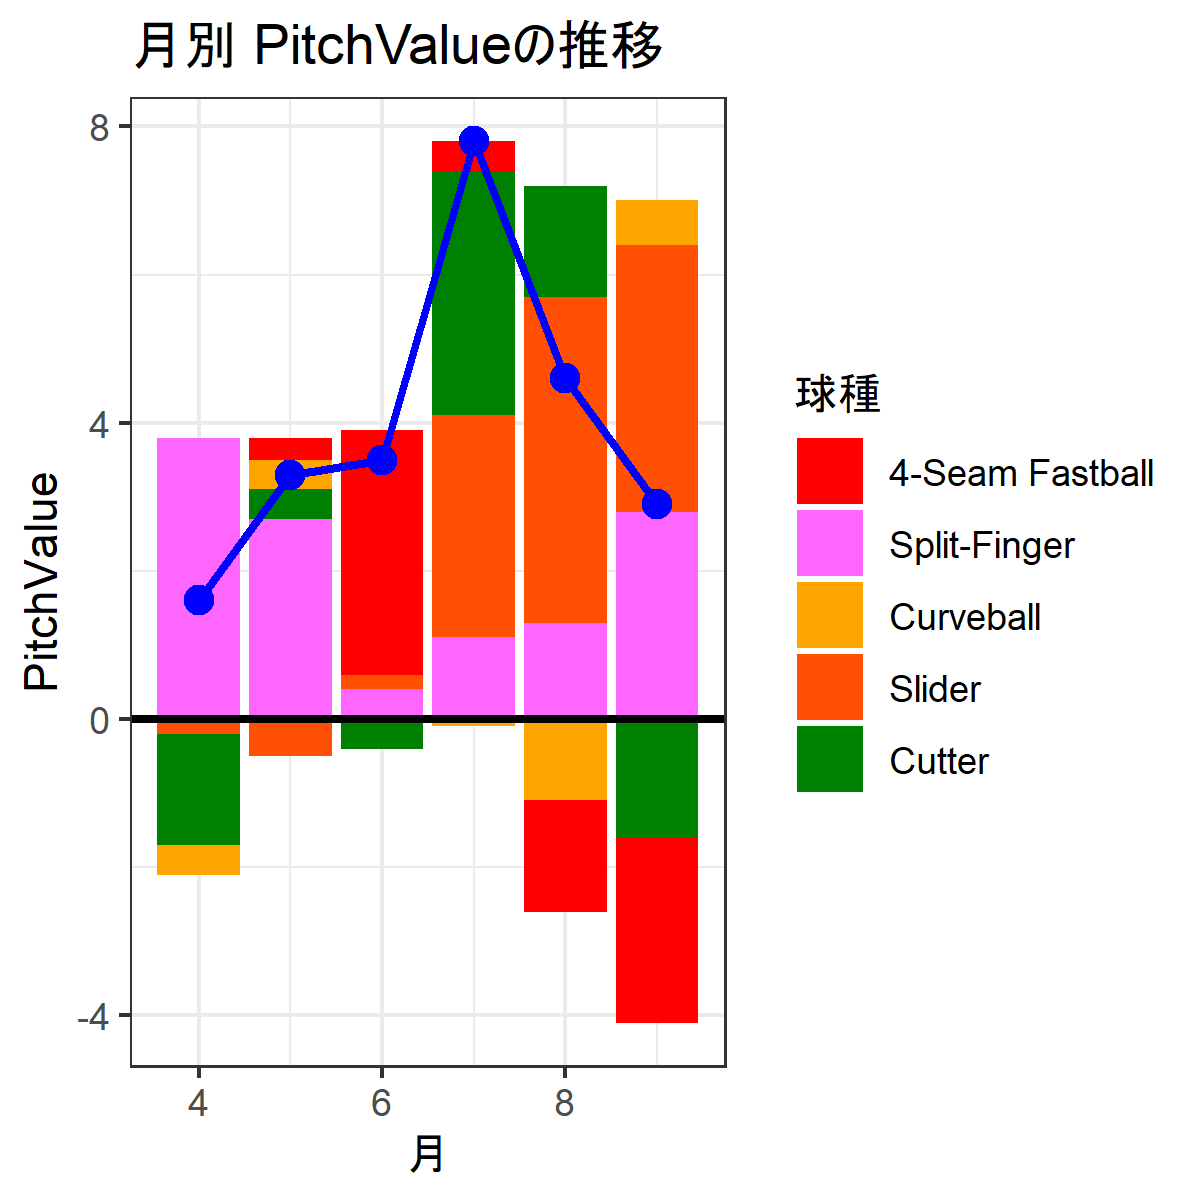 月別 PitchValueの推移
8
4
0
-4
PitchValue
4
6
8
月
球種
4-Seam Fastball
Split-Finger
Curveball
Slider
Cutter